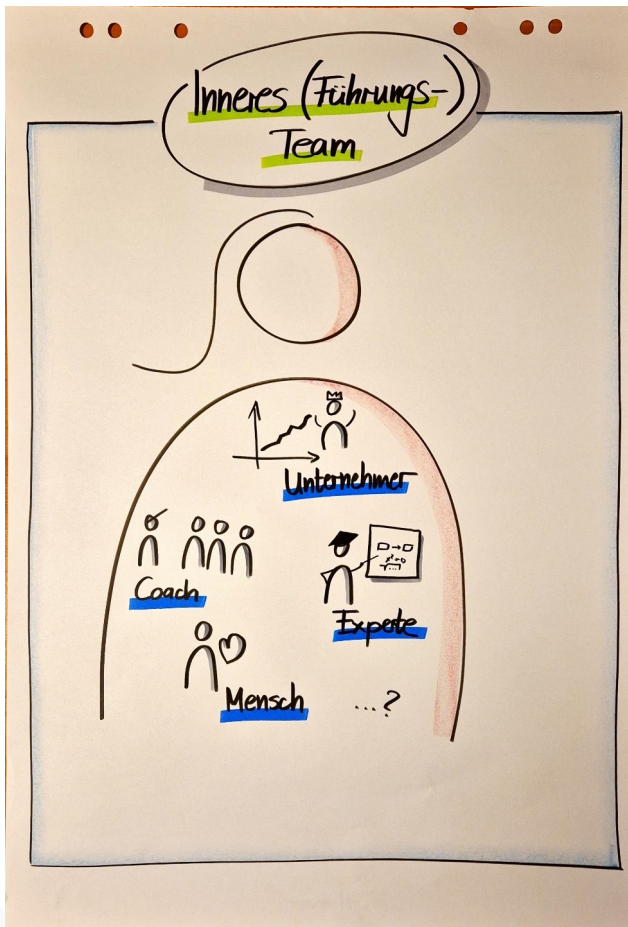 Inneres (Führungs-)
Team
Unternehmer
Coach
Experte
Mensch
...?